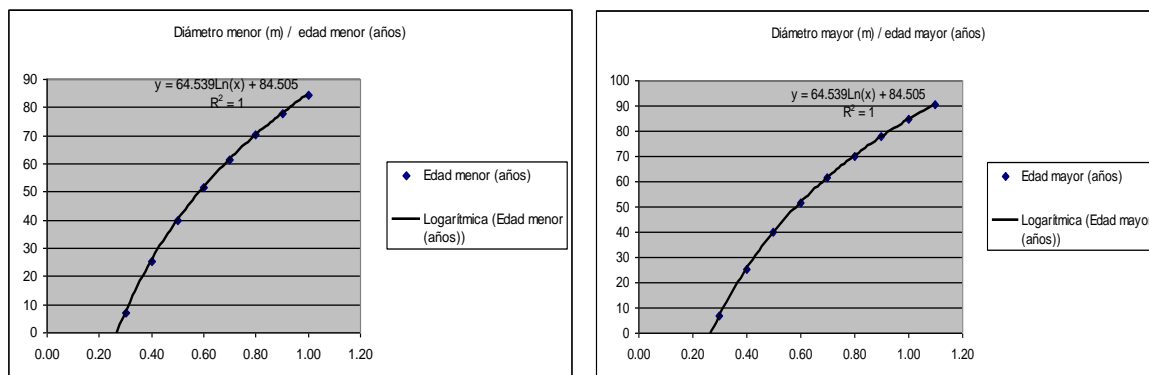 Diámetro menor (m) / edad menor (años)
y = 64.539Ln(x) + 84.505
R² = 1
90
80
70
60
50
40
30
20
10
0
0.00 0.20 0.40 0.60 0.80 1.00 1.20
Edad menor (años)
Logarítmica (Edad menor
(años))
Diámetro mayor (m) / edad mayor (años)
y = 64.539Ln(x) + 84.505
R² = 1
100
90
80
70
60
50
40
30
20
10
0
0.00 0.20 0.40 0.60 0.80 1.00 1.20
Edad mayor (años)
Logarítmica (Edad mayor
(años))